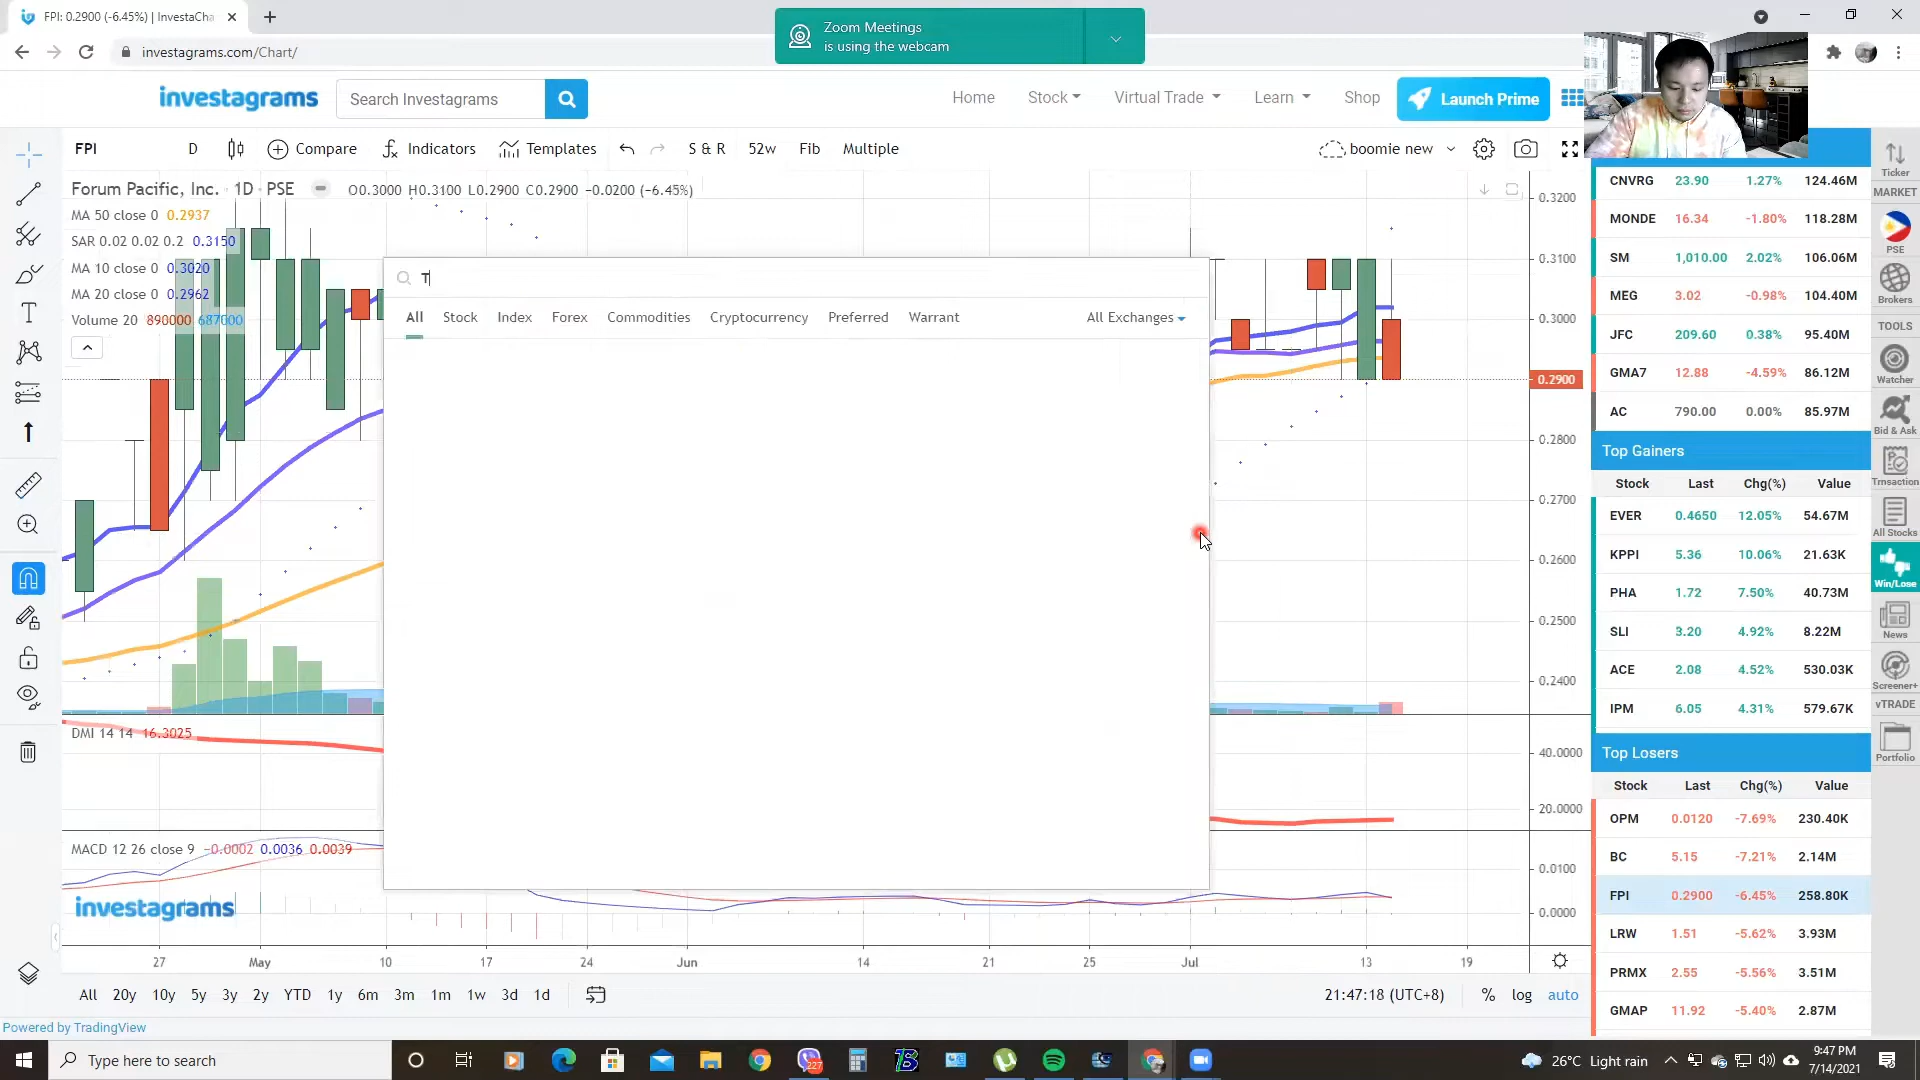 FPI: 0.2900 (-6.45%) | InvestaCha
Zoom Meetings
is using the webcam
investagrams.com/Chart/
investagrams
Search Investagrams
Home
Stock
Virtual Trade
Learn
Shop
Launch Prime
FPI
D
Compare
Indicators
Templates
S & R
52w
Fib
Multiple
boomie new
Forum Pacific, Inc. · 1D · PSE
O0.3000 H0.3100 L0.2900 C0.2900 −0.0200 (−6.45%)
MA 50 close 0 0.2937
SAR 0.02 0.02 0.2 0.3150
MA 10 close 0 0.3020
MA 20 close 0 0.2962
Volume 20 890000 687000
T
All
Stock
Index
Forex
Commodities
Cryptocurrency
Preferred
Warrant
All Exchanges
0.3200
0.3100
0.3000
0.2900
0.2800
0.2700
0.2600
0.2500
0.2400
DMI 14 14 16.3025
40.0000
20.0000
MACD 12 26 close 9 −0.0002 0.0036 0.0039
0.0100
0.0000
investagrams
27 May 10 17 24 Jun 14 21 25 Jul 13 19
All 20y 10y 5y 3y 2y YTD 1y 6m 3m 1m 1w 3d 1d
21:47:18 (UTC+8)
% log auto
Powered by TradingView
CNVRG 23.90 1.27% 124.46M
MONDE 16.34 -1.80% 118.28M
SM 1,010.00 2.02% 106.06M
MEG 3.02 -0.98% 104.40M
JFC 209.60 0.38% 95.40M
GMA7 12.88 -4.59% 86.12M
AC 790.00 0.00% 85.97M
Top Gainers
Stock Last Chg(%) Value
EVER 0.4650 12.05% 54.67M
KPPI 5.36 10.06% 21.63K
PHA 1.72 7.50% 40.73M
SLI 3.20 4.92% 8.22M
ACE 2.08 4.52% 530.03K
IPM 6.05 4.31% 579.67K
Top Losers
Stock Last Chg(%) Value
OPM 0.0120 -7.69% 230.40K
BC 5.15 -7.21% 2.14M
FPI 0.2900 -6.45% 258.80K
LRW 1.51 -5.62% 3.93M
PRMX 2.55 -5.56% 3.51M
GMAP 11.92 -5.40% 2.87M
Ticker
MARKET
PSE
Brokers
TOOLS
Watcher
Bid & Ask
Trnsaction
All Stocks
Win/Lose
News
Screener+
vTRADE
Portfolio
Type here to search
227
26°C Light rain
9:47 PM
7/14/2021